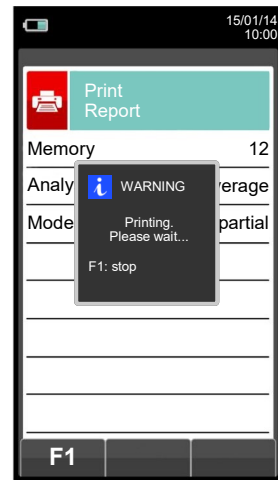 15/01/14
10:00
Print
Report
Memory 12
Analy verage
Mode partial
i WARNING
Printing.
Please wait...
F1: stop
F1